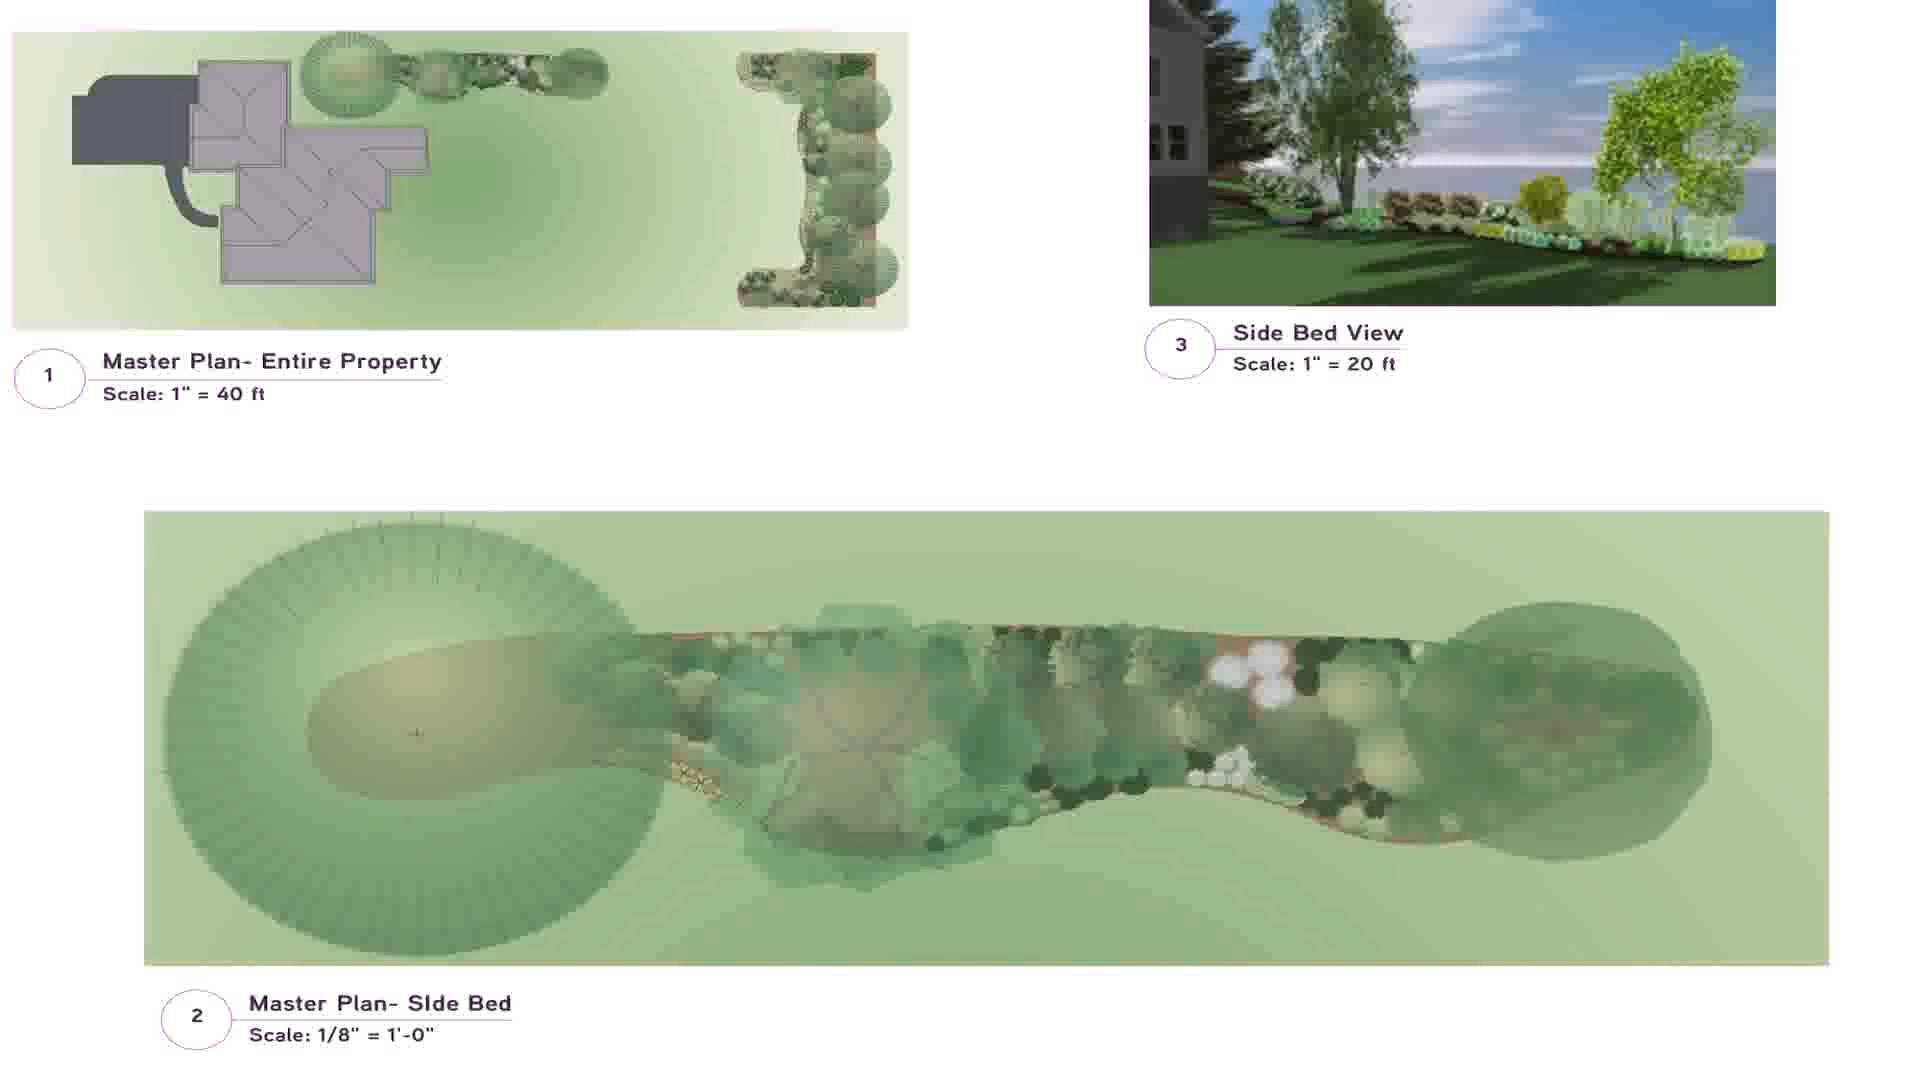 1
Master Plan- Entire Property
Scale: 1" = 40 ft
3
Side Bed View
Scale: 1" = 20 ft
2
Master Plan- SIde Bed
Scale: 1/8" = 1'-0"